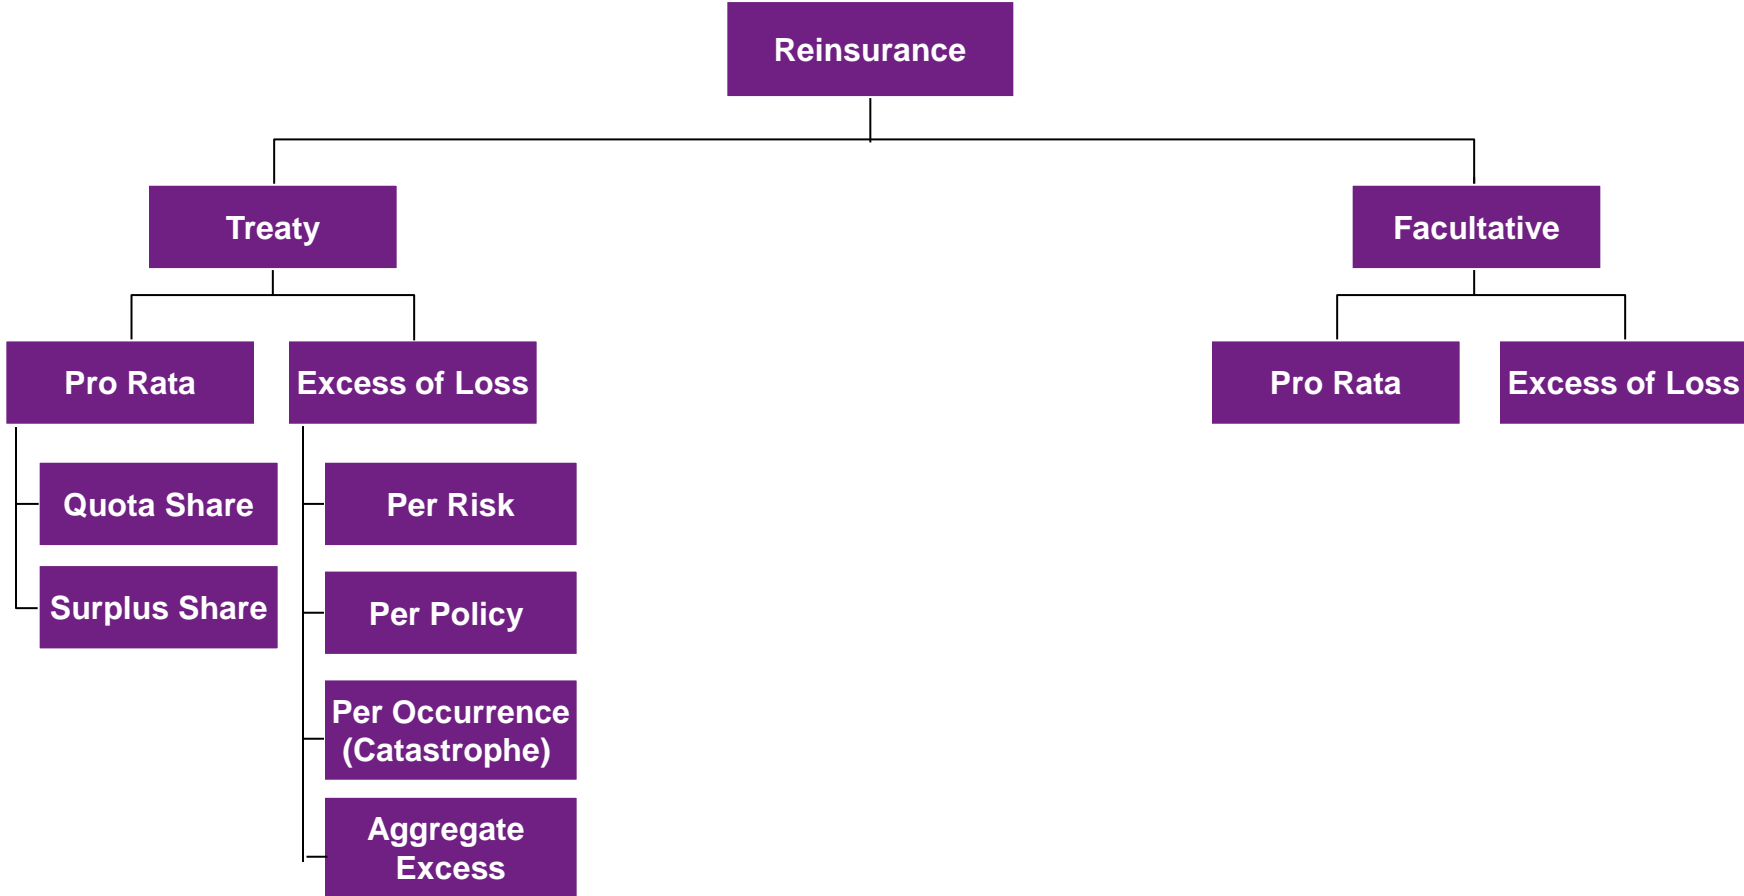 Reinsurance
Treaty
Facultative
Pro Rata
Excess of Loss
Pro Rata
Excess of Loss
Quota Share
Per Risk
Surplus Share
Per Policy
Per Occurrence
(Catastrophe)
Aggregate
Excess